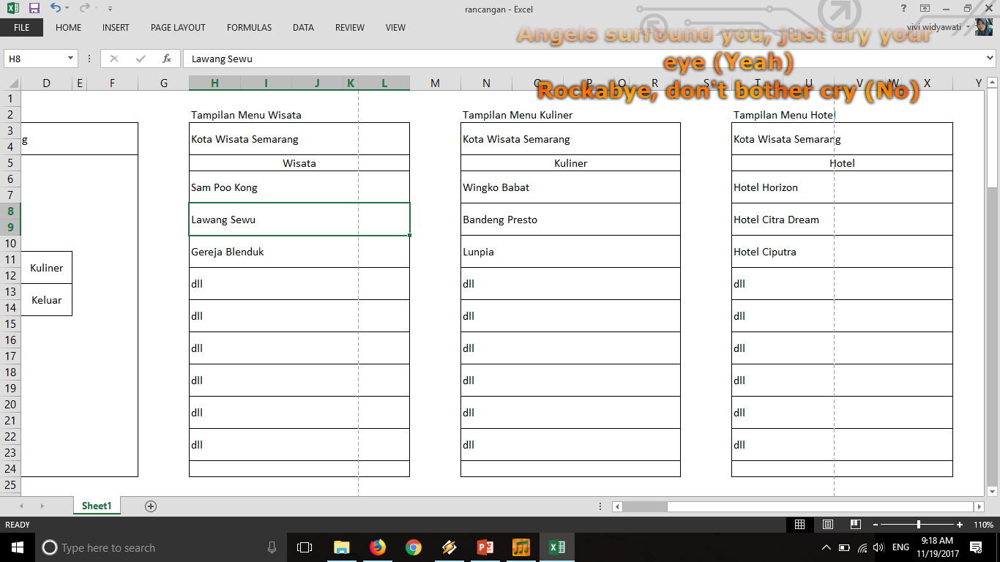 rancangan - Excel
FILE HOME INSERT PAGE LAYOUT FORMULAS DATA REVIEW VIEW vivi widyawati
Angels surround you, just dry your
eye (Yeah)
Rockabye, don't bother cry (No)
H8 fx Lawang Sewu
D E F G H I J K L M N O P Q R S T U V W X Y
1
2 Tampilan Menu Wisata Tampilan Menu Kuliner Tampilan Menu Hotel
3
g Kota Wisata Semarang Kota Wisata Semarang Kota Wisata Semarang
4
5 Wisata Kuliner Hotel
6
Sam Poo Kong Wingko Babat Hotel Horizon
7
8
Lawang Sewu Bandeng Presto Hotel Citra Dream
9
10
Gereja Blenduk Lunpia Hotel Ciputra
11
Kuliner
12
dll dll dll
13
Keluar
14
dll dll dll
15
16
dll dll dll
17
18
dll dll dll
19
20
dll dll dll
21
22
dll dll dll
23
24
25
Sheet1
READY 110%
Type here to search ENG 9:18 AM
11/19/2017